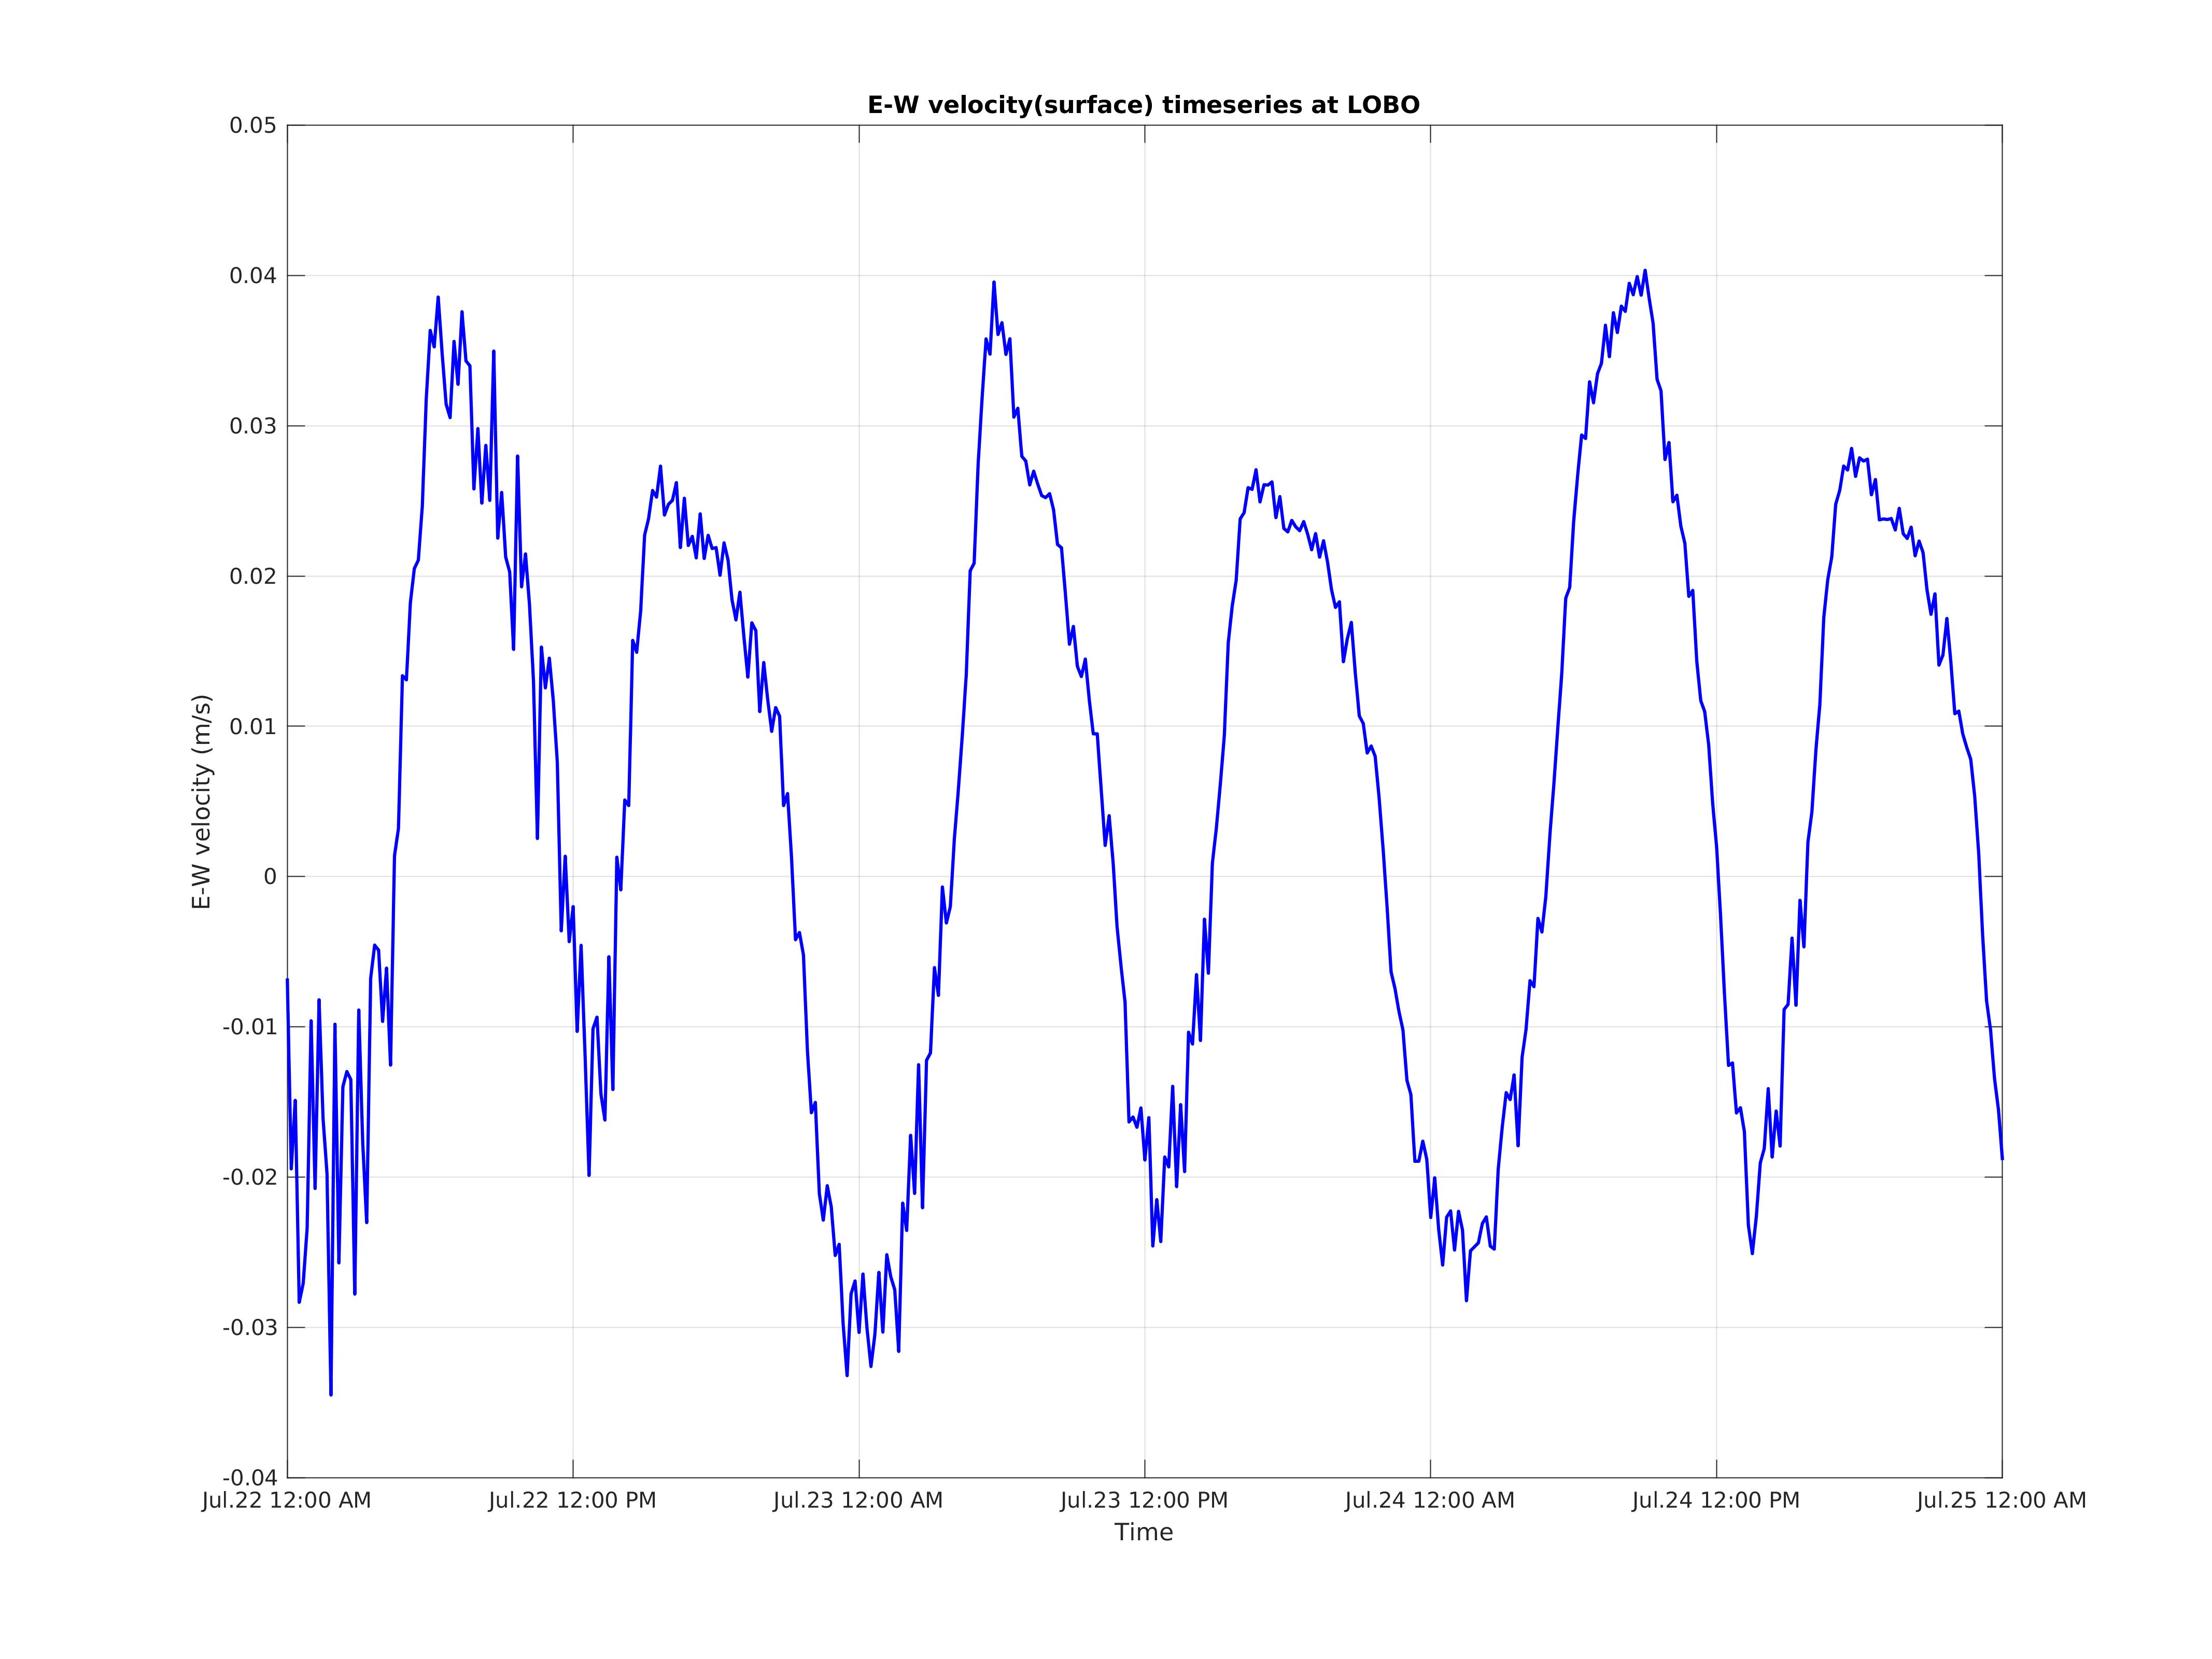 E-W velocity(surface) timeseries at LOBO
0.05
0.04
0.03
0.02
0.01
0
-0.01
-0.02
-0.03
-0.04
E-W velocity (m/s)
Jul.22 12:00 AM
Jul.22 12:00 PM
Jul.23 12:00 AM
Jul.23 12:00 PM
Jul.24 12:00 AM
Jul.24 12:00 PM
Jul.25 12:00 AM
Time